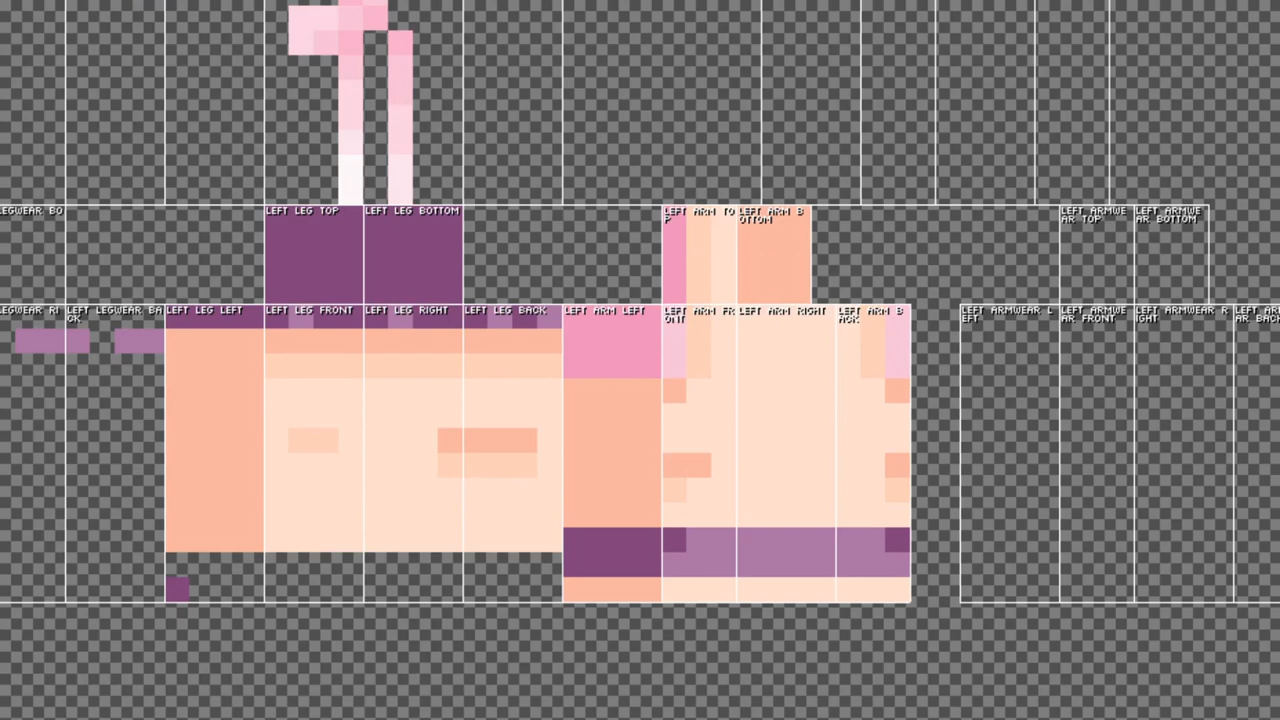 EGWEAR BO
LEFT LEG TOP
LEFT LEG BOTTOM
LEFT ARM TO
P
LEFT ARM B
OTTOM
LEFT ARMWE
AR TOP
LEFT ARMWE
AR BOTTOM
EGWEAR RI
LEFT LEGWEAR BA
CK
LEFT LEG LEFT
LEFT LEG FRONT
LEFT LEG RIGHT
LEFT LEG BACK
LEFT ARM LEFT
LEFT ARM FR
ONT
LEFT ARM RIGHT
LEFT ARM B
ACK
LEFT ARMWEAR L
EFT
LEFT ARMWE
AR FRONT
LEFT ARMWEAR R
IGHT
LEFT AR
AR BACK